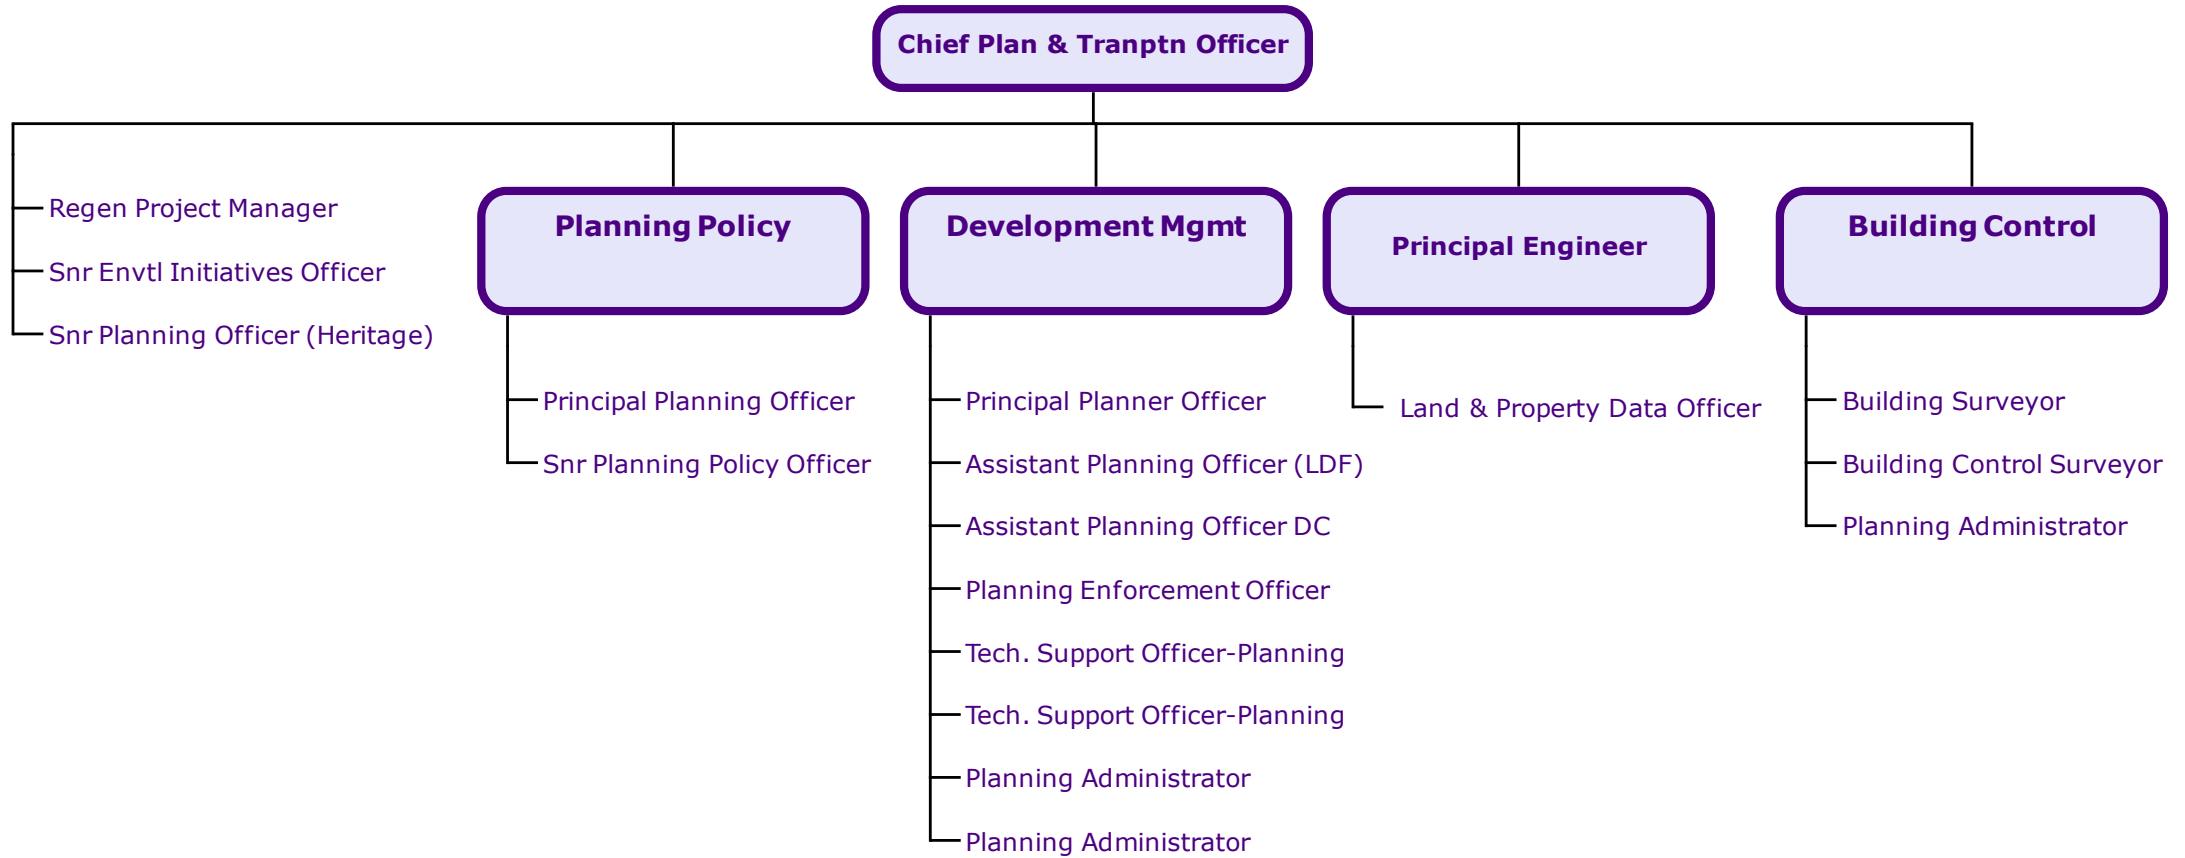 Chief Plan & Tranptn Officer
Regen Project Manager
Snr Envtl Initiatives Officer
Snr Planning Officer (Heritage)
Planning Policy
Principal Planning Officer
Snr Planning Policy Officer
Development Mgmt
Principal Planner Officer
Assistant Planning Officer (LDF)
Assistant Planning Officer DC
Planning Enforcement Officer
Tech. Support Officer-Planning
Tech. Support Officer-Planning
Planning Administrator
Planning Administrator
Principal Engineer
Land & Property Data Officer
Building Control
Building Surveyor
Building Control Surveyor
Planning Administrator